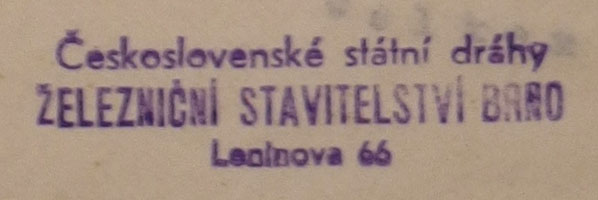 Československé státní dráhy
ŽELEZNIČNÍ STAVITELSTVÍ BRNO
Leninova 66